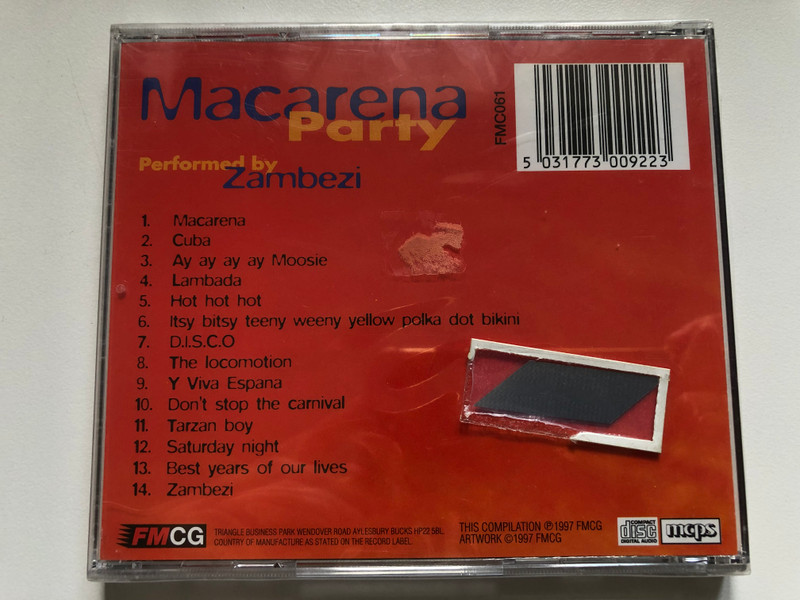 Macarena
Party
Performed by
Zambezi
FMC061
5 031773 009223
1. Macarena
2. Cuba
3. Ay ay ay ay Moosie
4. Lambada
5. Hot hot hot
6. Itsy bitsy teeny weeny yellow polka dot bikini
7. D.I.S.C.O
8. The locomotion
9. Y Viva Espana
10. Don't stop the carnival
11. Tarzan boy
12. Saturday night
13. Best years of our lives
14. Zambezi
FMCG
TRIANGLE BUSINESS PARK WENDOVER ROAD AYLESBURY BUCKS HP22 5BL.
COUNTRY OF MANUFACTURE AS STATED ON THE RECORD LABEL.
THIS COMPILATION ℗1997 FMCG
ARTWORK ©1997 FMCG
COMPACT
disc
DIGITAL AUDIO
mcps